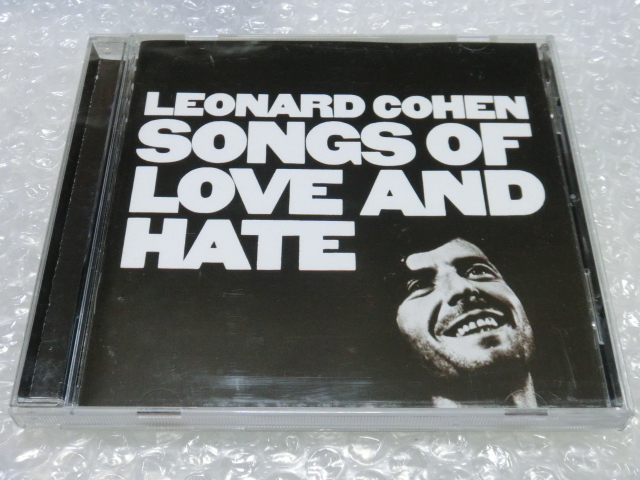 LEONARD COHEN
SONGS OF
LOVE AND
HATE